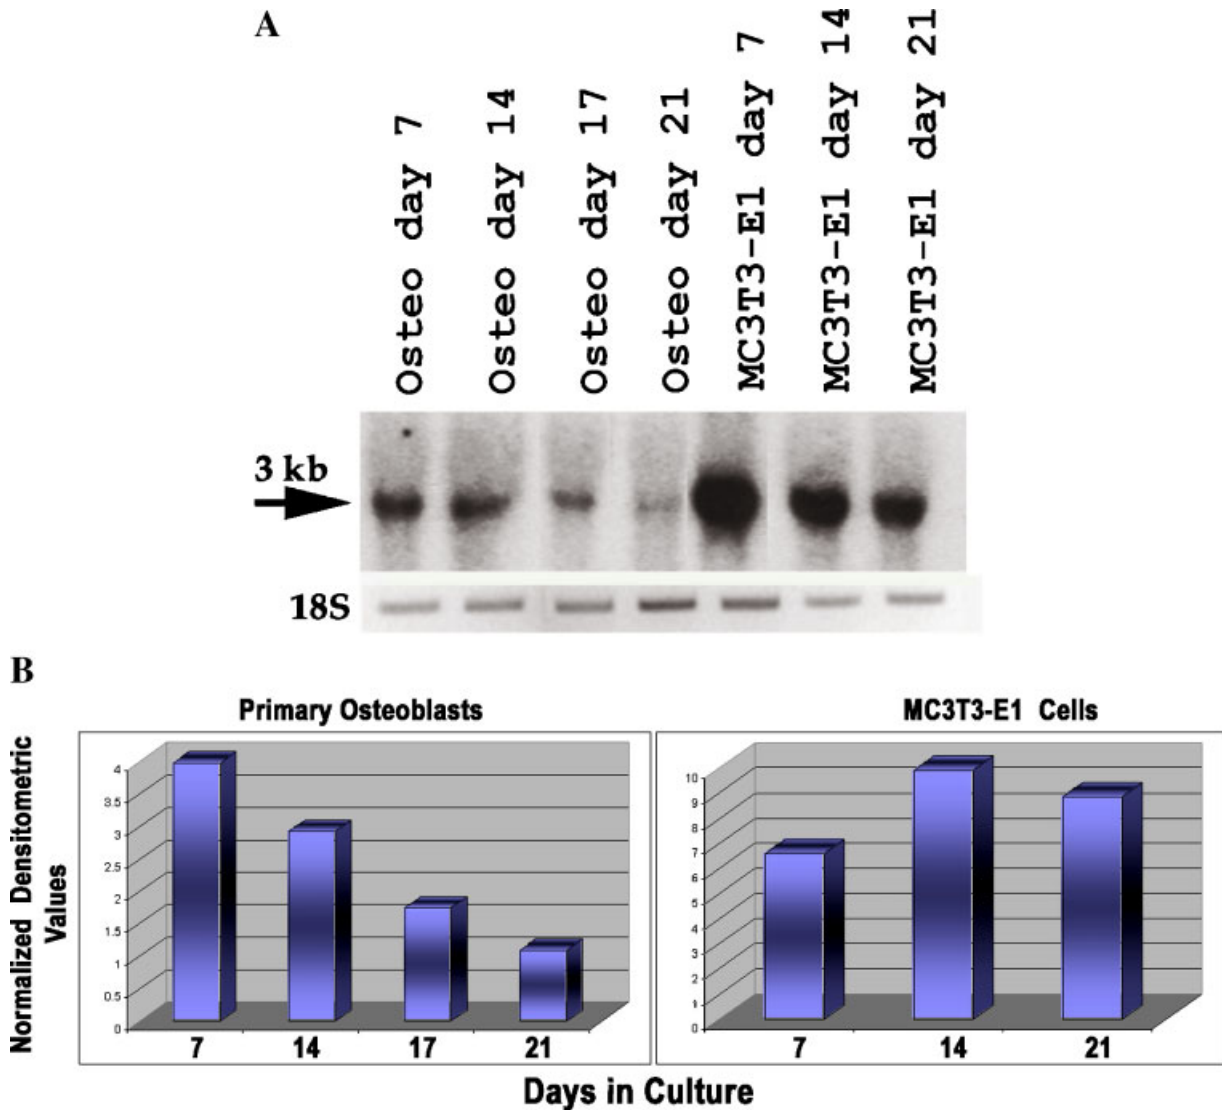 A
Osteo day 7
Osteo day 14
Osteo day 17
Osteo day 21
MC3T3-E1 day 7
MC3T3-E1 day 14
MC3T3-E1 day 21
3 kb
18S
B
Primary Osteoblasts
MC3T3-E1 Cells
Normalized Densitometric
Values
4
3.5
3
2.5
2
1.5
1
0.5
0
7 14 17 21
10
9
8
7
6
5
4
3
2
1
0
7 14 21
Days in Culture